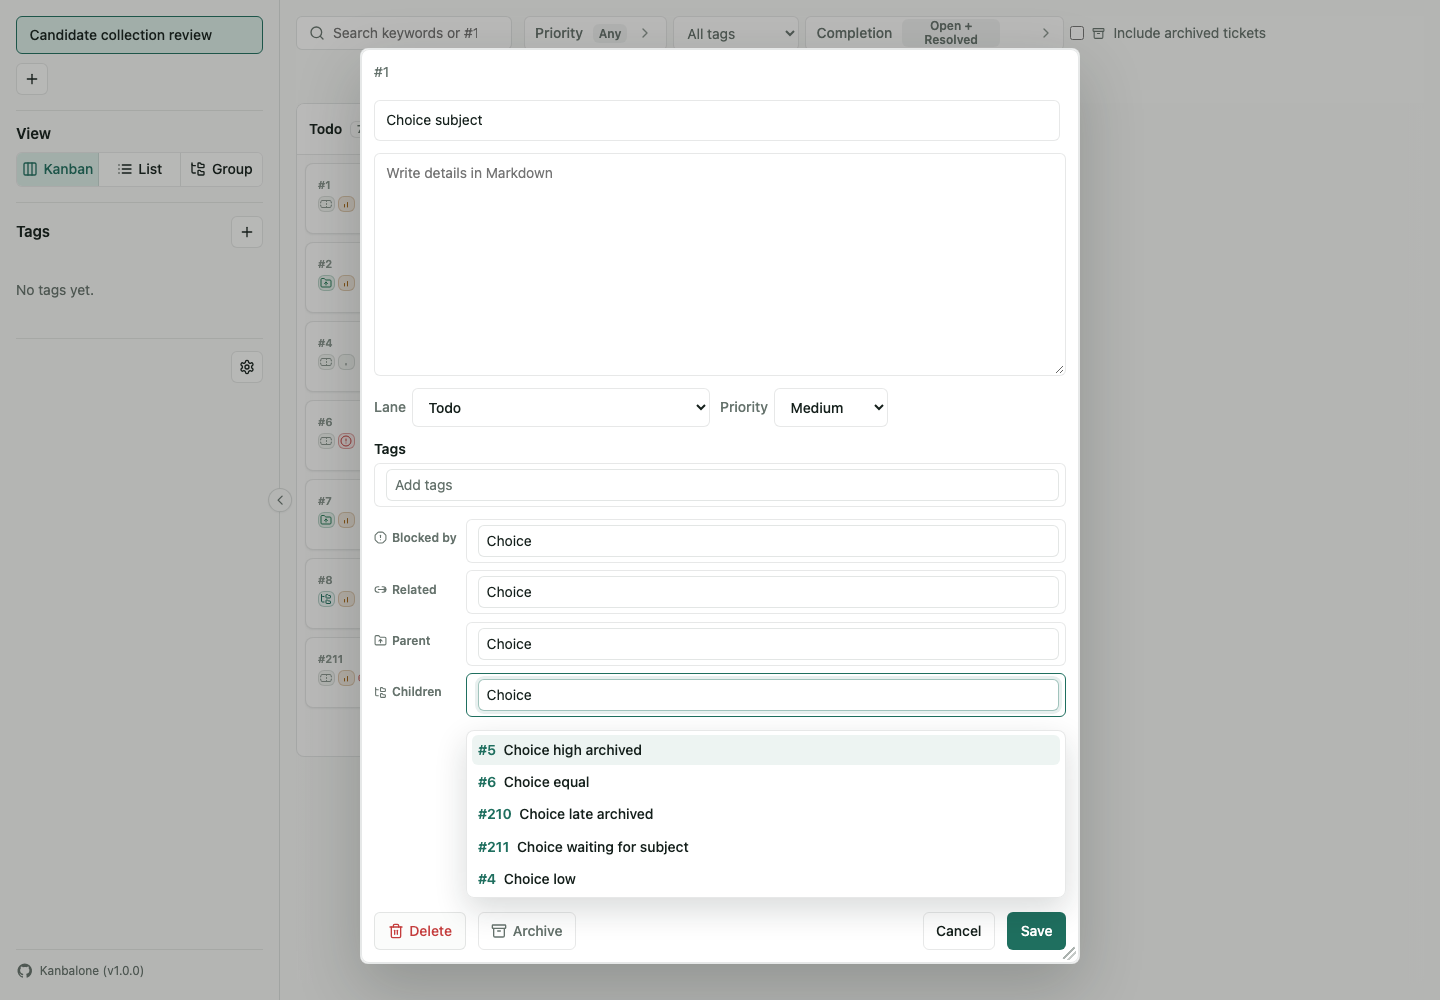 Candidate collection review
View
Kanban
List
Group
Tags
No tags yet.
Kanbalone (v1.0.0)
Search keywords or #1
Priority
Any
All tags
Completion
Open +
Resolved
Include archived tickets
Todo
#1
#2
#4
#6
#7
#8
#211
#1
Choice subject
Write details in Markdown
Lane
Todo
Priority
Medium
Tags
Add tags
Blocked by
Choice
Related
Choice
Parent
Choice
Children
Choice
#5 Choice high archived
#6 Choice equal
#210 Choice late archived
#211 Choice waiting for subject
#4 Choice low
Delete
Archive
Cancel
Save